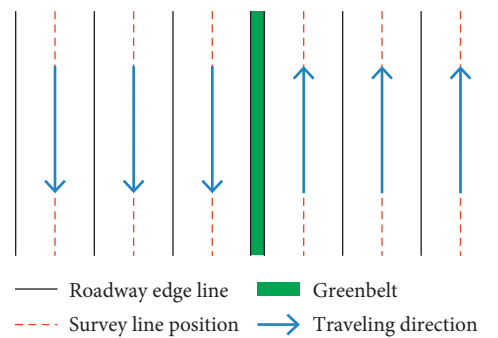 Roadway edge line
Greenbelt
Survey line position
Traveling direction